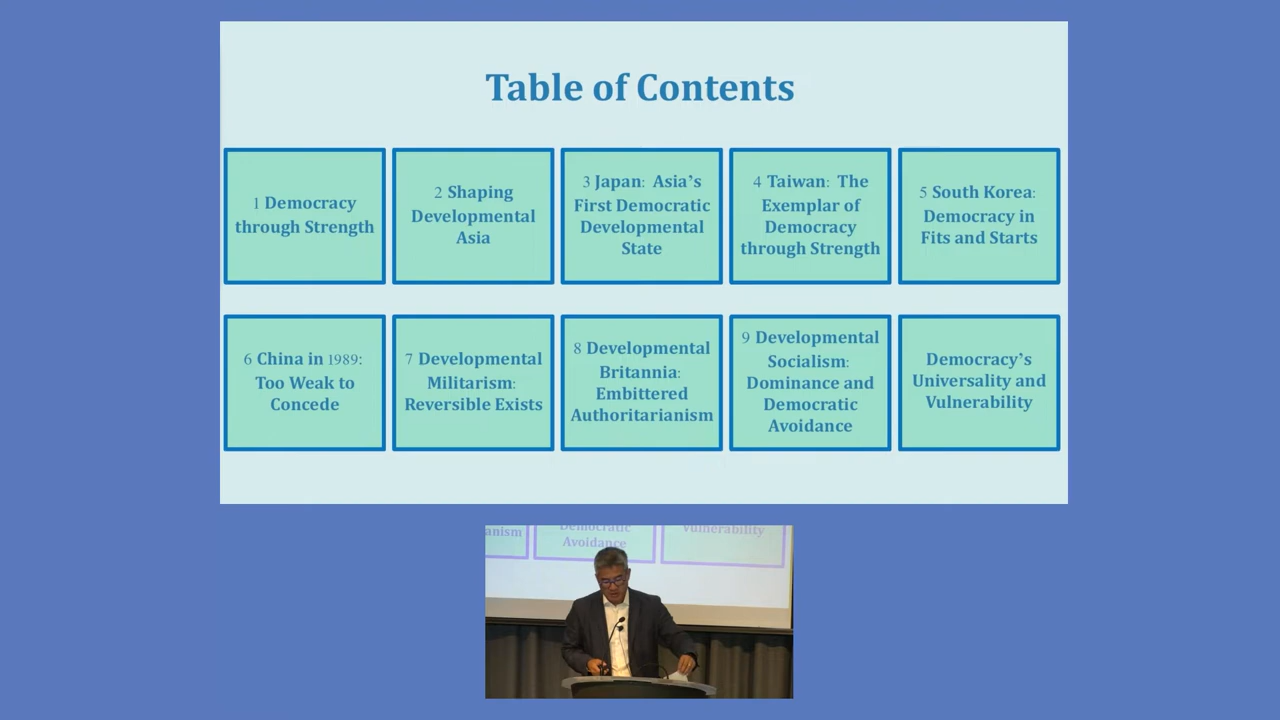 Table of Contents
1 Democracy
through Strength
2 Shaping
Developmental
Asia
3 Japan: Asia's
First Democratic
Developmental
State
4 Taiwan: The
Exemplar of
Democracy
through Strength
5 South Korea:
Democracy in
Fits and Starts
6 China in 1989:
Too Weak to
Concede
7 Developmental
Militarism:
Reversible Exists
8 Developmental
Britannia:
Embittered
Authoritarianism
9 Developmental
Socialism:
Dominance and
Democratic
Avoidance
Democracy's
Universality and
Vulnerability
anism
Democratic
Avoidance
Vulnerability